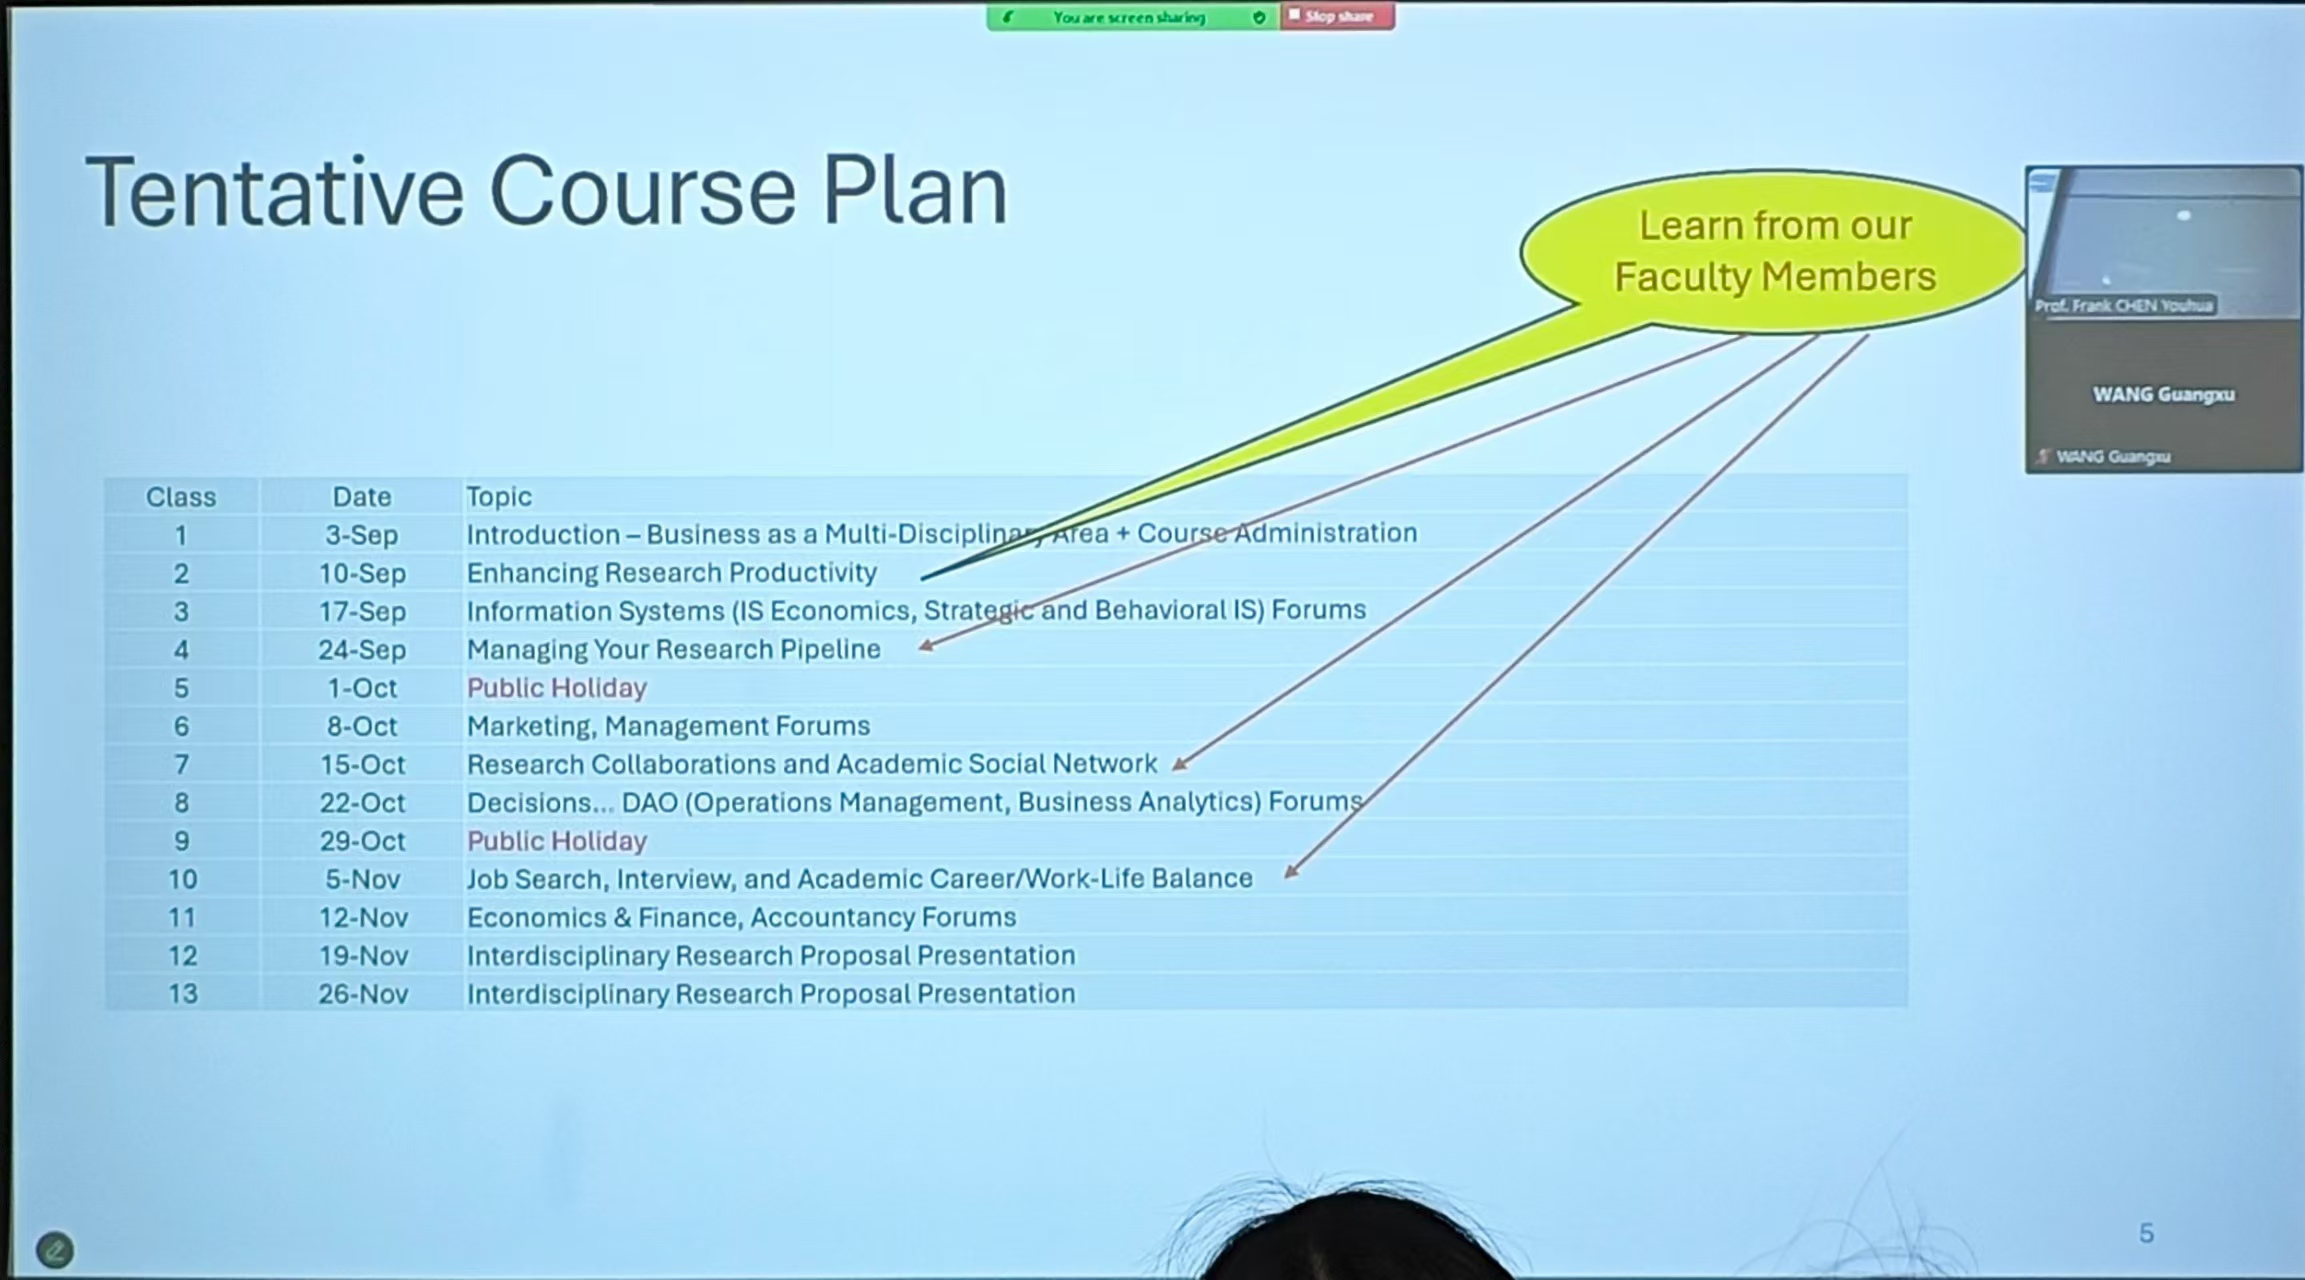 You are screen sharing
Stop share
Tentative Course Plan
Learn from our
Faculty Members
Prof. Frank CHEN Youhua
WANG Guangxu
WANG Guangxu
Class Date Topic
1 3-Sep Introduction – Business as a Multi-Disciplinary Area + Course Administration
2 10-Sep Enhancing Research Productivity
3 17-Sep Information Systems (IS Economics, Strategic and Behavioral IS) Forums
4 24-Sep Managing Your Research Pipeline
5 1-Oct Public Holiday
6 8-Oct Marketing, Management Forums
7 15-Oct Research Collaborations and Academic Social Network
8 22-Oct Decisions... DAO (Operations Management, Business Analytics) Forums
9 29-Oct Public Holiday
10 5-Nov Job Search, Interview, and Academic Career/Work-Life Balance
11 12-Nov Economics & Finance, Accountancy Forums
12 19-Nov Interdisciplinary Research Proposal Presentation
13 26-Nov Interdisciplinary Research Proposal Presentation
5